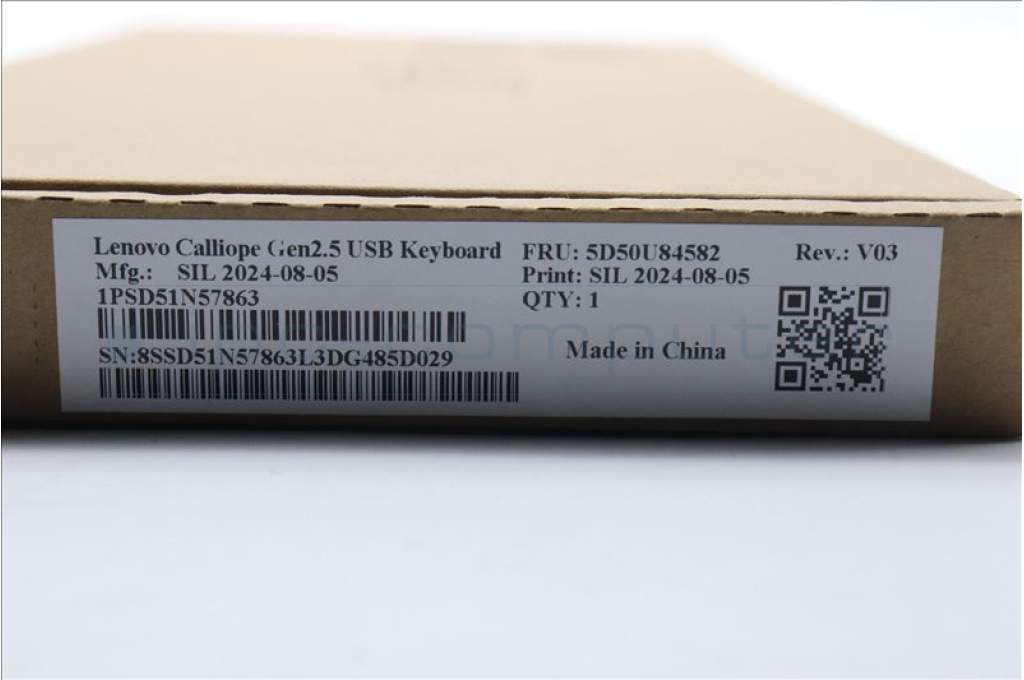 Lenovo Calliope Gen2.5 USB Keyboard FRU: 5D50U84582 Rev.: V03
Mfg.: SIL 2024-08-05 Print: SIL 2024-08-05
1PSD51N57863 QTY: 1
SN:8SSD51N57863L3DG485D029 Made in China